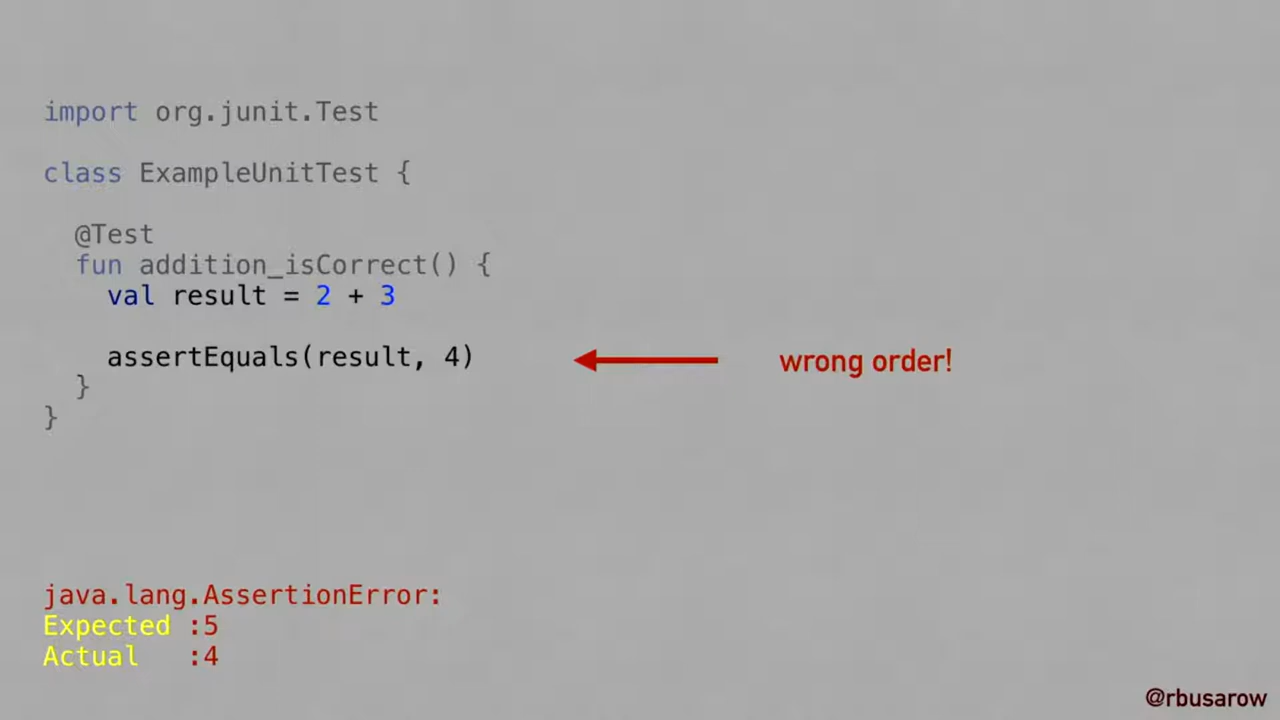 import org.junit.Test
class ExampleUnitTest {
@Test
fun addition_isCorrect() {
val result = 2 + 3
assertEquals(result, 4)
wrong order!
}
}
java.lang.AssertionError:
Expected :5
Actual :4
@rbusarow